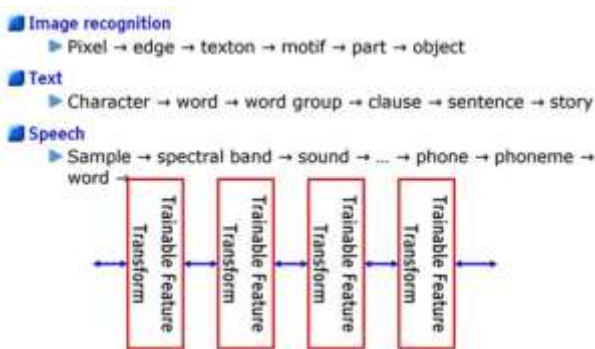 Image recognition
Pixel → edge → texton → motif → part → object
Text
Character → word → word group → clause → sentence → story
Speech
Sample → spectral band → sound → ... → phone → phoneme →
word →
Trainable Feature
Transform
Trainable Feature
Transform
Trainable Feature
Transform
Trainable Feature
Transform